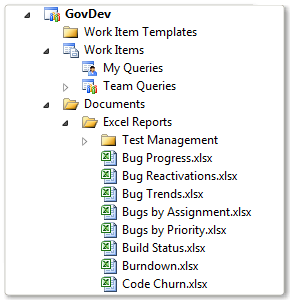 GovDev
Work Item Templates
Work Items
My Queries
Team Queries
Documents
Excel Reports
Test Management
Bug Progress.xlsx
Bug Reactivations.xlsx
Bug Trends.xlsx
Bugs by Assignment.xlsx
Bugs by Priority.xlsx
Build Status.xlsx
Burndown.xlsx
Code Churn.xlsx